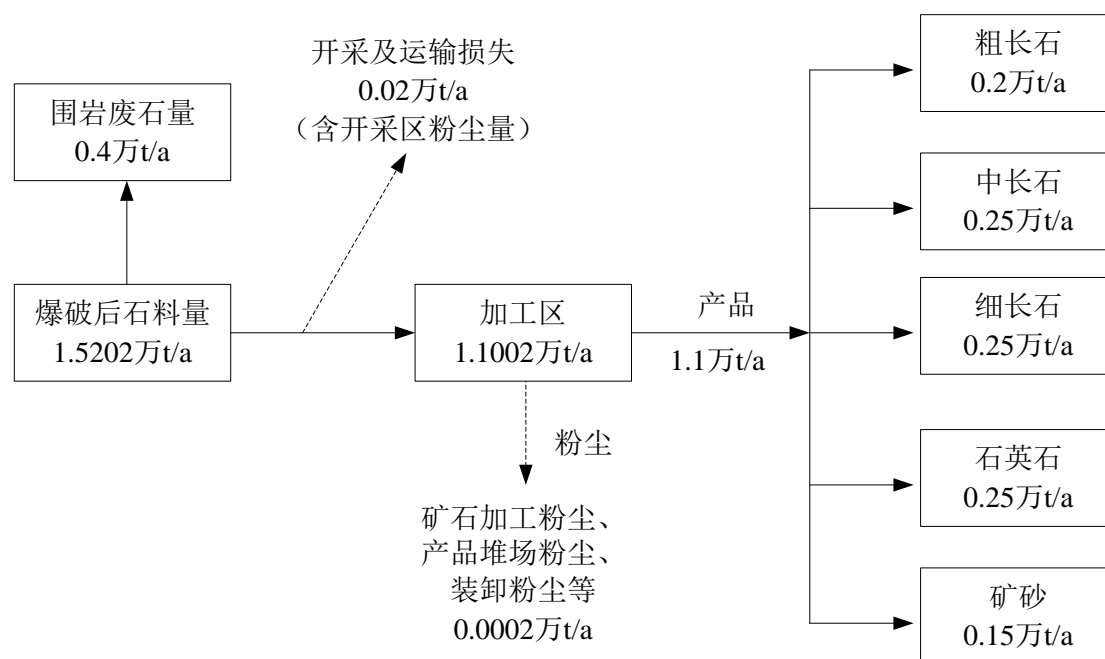 开采及运输损失
0.02万t/a
（含开采区粉尘量）
围岩废石量
0.4万t/a
爆破后石料量
1.5202万t/a
加工区
1.1002万t/a
产品
1.1万t/a
粉尘
矿石加工粉尘、
产品堆场粉尘、
装卸粉尘等
0.0002万t/a
粗长石
0.2万t/a
中长石
0.25万t/a
细长石
0.25万t/a
石英石
0.25万t/a
矿砂
0.15万t/a